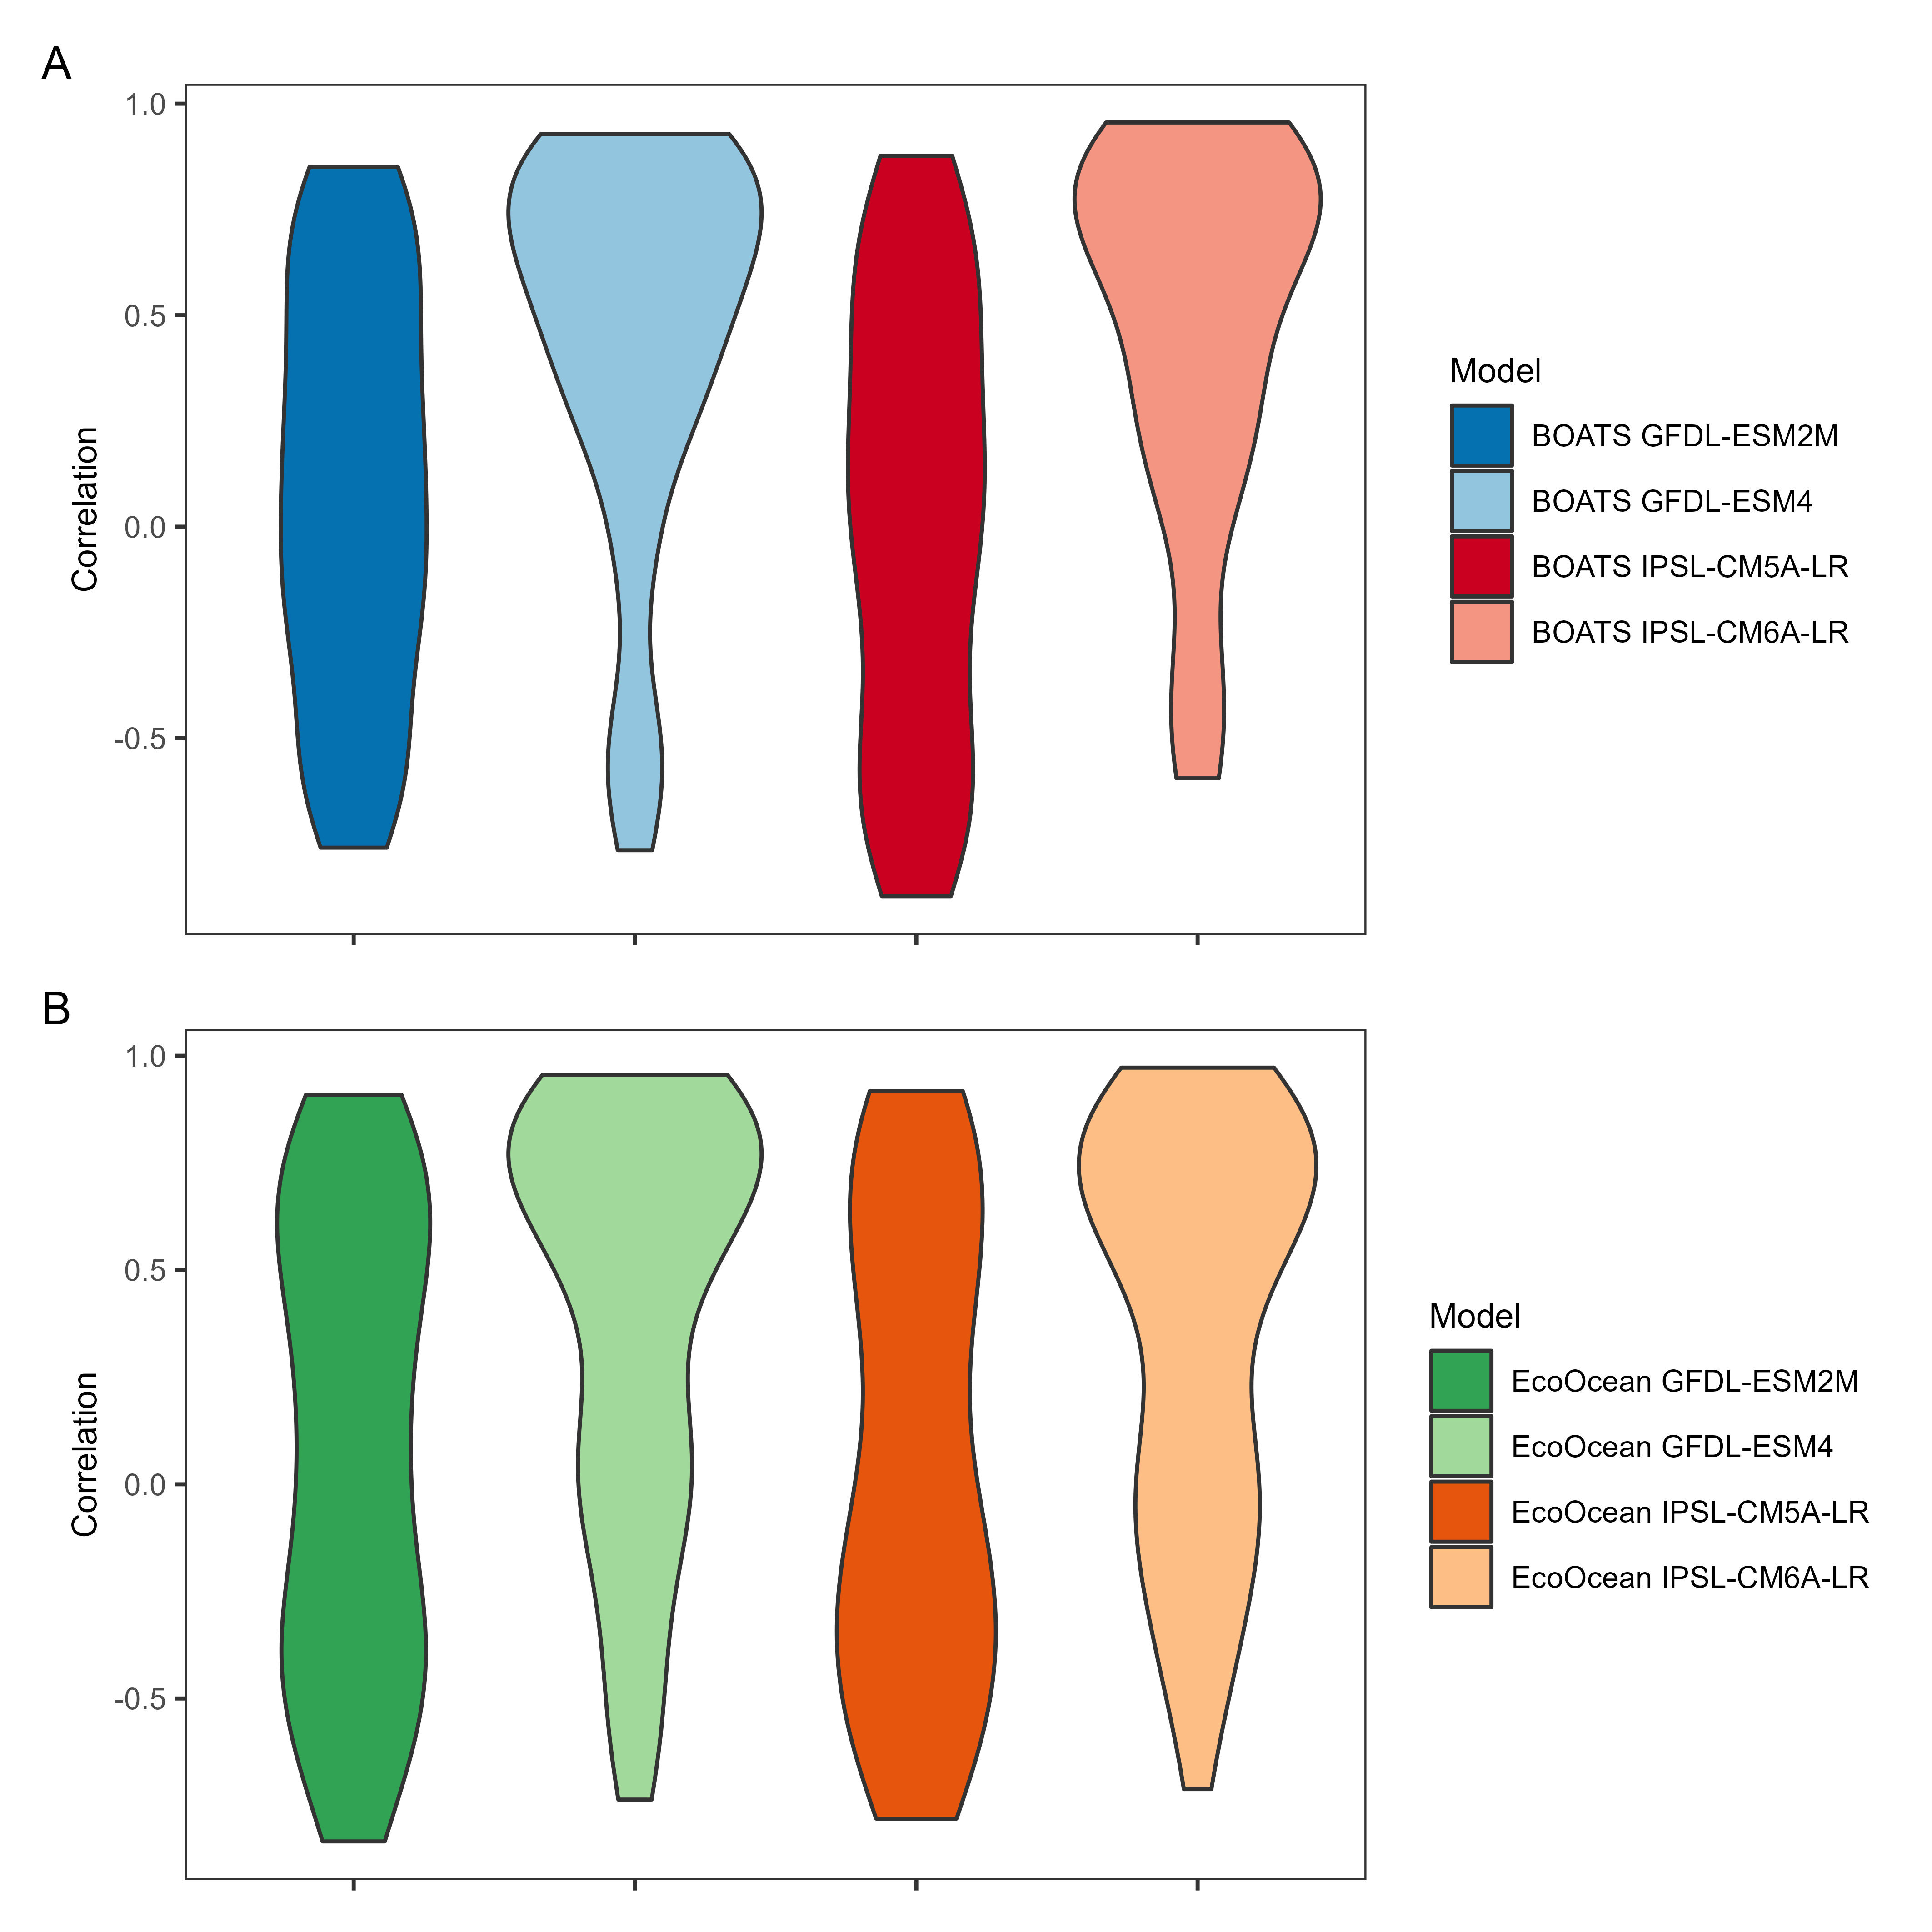 A
1.0
0.5
0.0
-0.5
Correlation
Model
BOATS GFDL-ESM2M
BOATS GFDL-ESM4
BOATS IPSL-CM5A-LR
BOATS IPSL-CM6A-LR
B
1.0
0.5
0.0
-0.5
Correlation
Model
EcoOcean GFDL-ESM2M
EcoOcean GFDL-ESM4
EcoOcean IPSL-CM5A-LR
EcoOcean IPSL-CM6A-LR